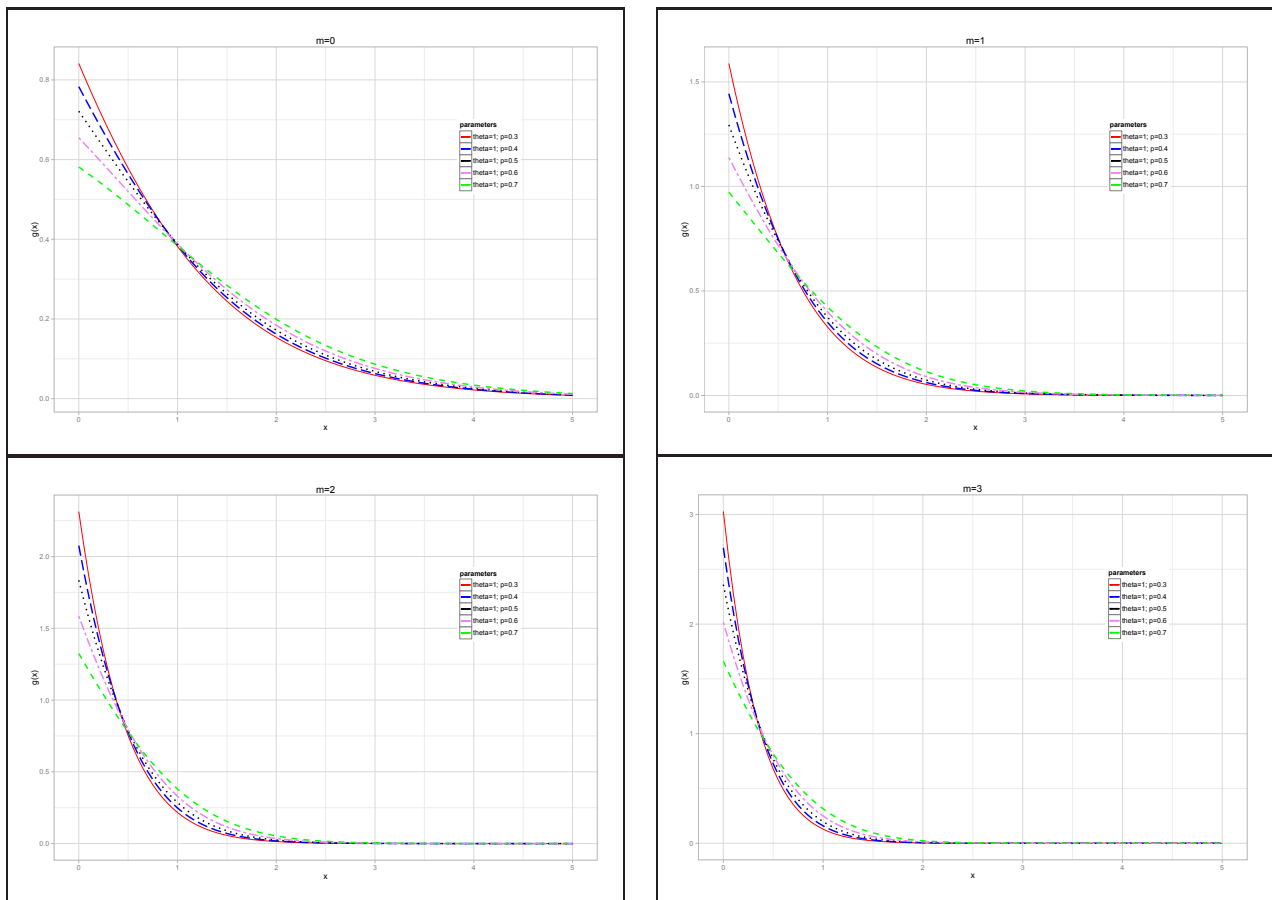 m=0
0.8
0.6
0.4
0.2
0.0
g(x)
0 1 2 3 4 5
x
parameters
theta=1; p=0.3
theta=1; p=0.4
theta=1; p=0.5
theta=1; p=0.6
theta=1; p=0.7
m=1
1.5
1.0
0.5
0.0
g(x)
0 1 2 3 4 5
x
parameters
theta=1; p=0.3
theta=1; p=0.4
theta=1; p=0.5
theta=1; p=0.6
theta=1; p=0.7
m=2
2.0
1.5
1.0
0.5
0.0
g(x)
0 1 2 3 4 5
x
parameters
theta=1; p=0.3
theta=1; p=0.4
theta=1; p=0.5
theta=1; p=0.6
theta=1; p=0.7
m=3
3
2
1
0
g(x)
0 1 2 3 4 5
x
parameters
theta=1; p=0.3
theta=1; p=0.4
theta=1; p=0.5
theta=1; p=0.6
theta=1; p=0.7